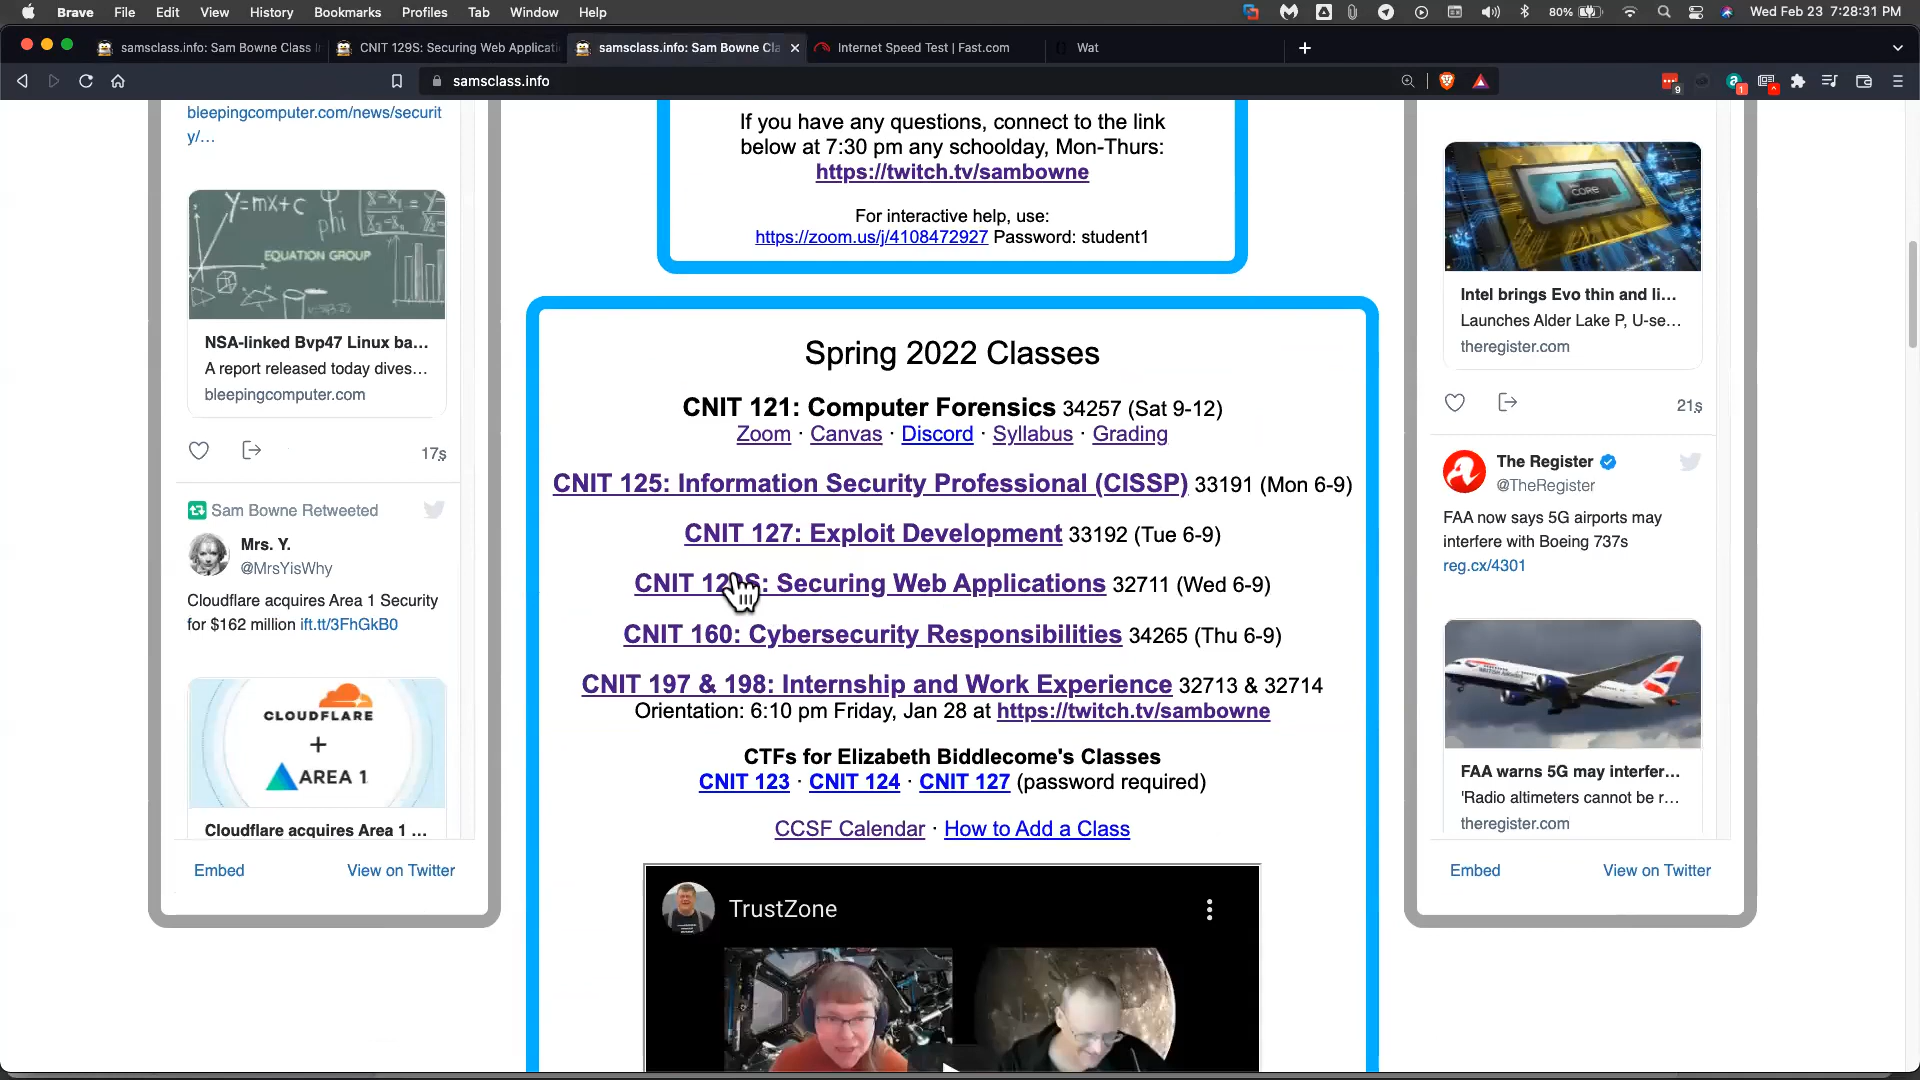 Brave File Edit View History Bookmarks Profiles Tab Window Help 80% Wed Feb 23 7:28:31 PM
samsclass.info: Sam Bowne Class I
CNIT 129S: Securing Web Applicati
samsclass.info: Sam Bowne Cla
Internet Speed Test | Fast.com
Wat
samsclass.info
9
1
bleepingcomputer.com/news/securit
y/…
Y=mx+c
phi
EQUATION GROUP
NSA-linked Bvp47 Linux ba...
A report released today dives...
bleepingcomputer.com
17s
Sam Bowne Retweeted
Mrs. Y.
@MrsYisWhy
Cloudflare acquires Area 1 Security
for $162 million ift.tt/3FhGkB0
CLOUDFLARE
+
AREA 1
Cloudflare acquires Area 1 ...
Embed View on Twitter
If you have any questions, connect to the link
below at 7:30 pm any schoolday, Mon-Thurs:
https://twitch.tv/sambowne
For interactive help, use:
https://zoom.us/j/4108472927 Password: student1
Spring 2022 Classes
CNIT 121: Computer Forensics 34257 (Sat 9-12)
Zoom · Canvas · Discord · Syllabus · Grading
CNIT 125: Information Security Professional (CISSP) 33191 (Mon 6-9)
CNIT 127: Exploit Development 33192 (Tue 6-9)
CNIT 129S: Securing Web Applications 32711 (Wed 6-9)
CNIT 160: Cybersecurity Responsibilities 34265 (Thu 6-9)
CNIT 197 & 198: Internship and Work Experience 32713 & 32714
Orientation: 6:10 pm Friday, Jan 28 at https://twitch.tv/sambowne
CTFs for Elizabeth Biddlecome's Classes
CNIT 123 · CNIT 124 · CNIT 127 (password required)
CCSF Calendar · How to Add a Class
TrustZone
CORE
Intel brings Evo thin and li...
Launches Alder Lake P, U-se...
theregister.com
21s
The Register
@TheRegister
FAA now says 5G airports may
interfere with Boeing 737s
reg.cx/4301
FAA warns 5G may interfer...
'Radio altimeters cannot be r...
theregister.com
Embed View on Twitter